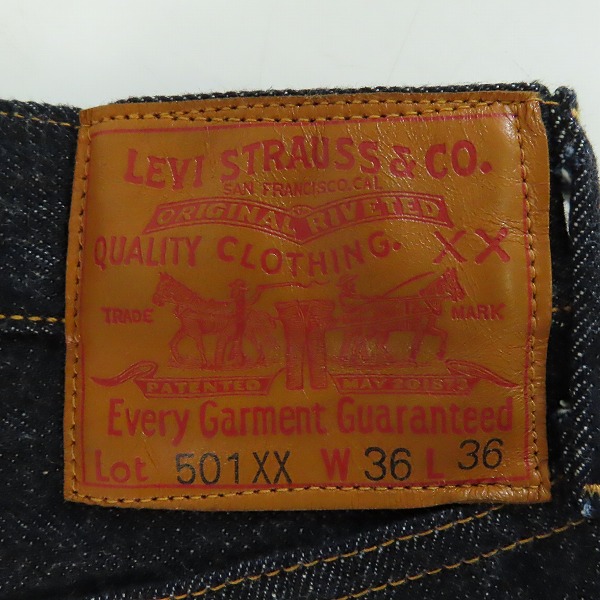 LEVI STRAUSS & CO.
SAN FRANCISCO, CAL.
ORIGINAL RIVETED
QUALITY CLOTHING. XX
TRADE MARK
PATENTED MAY 20 1873
Every Garment Guaranteed
Lot 501XX W 36 L 36